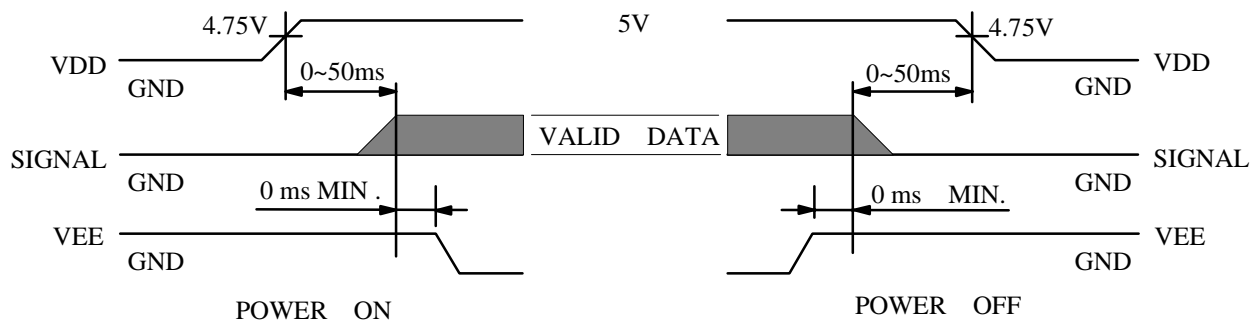 4.75V 5V 4.75V
VDD VDD
GND 0~50ms 0~50ms GND
VALID DATA
SIGNAL SIGNAL
GND GND
0 ms MIN . 0 ms MIN.
VEE VEE
GND GND
POWER ON POWER OFF